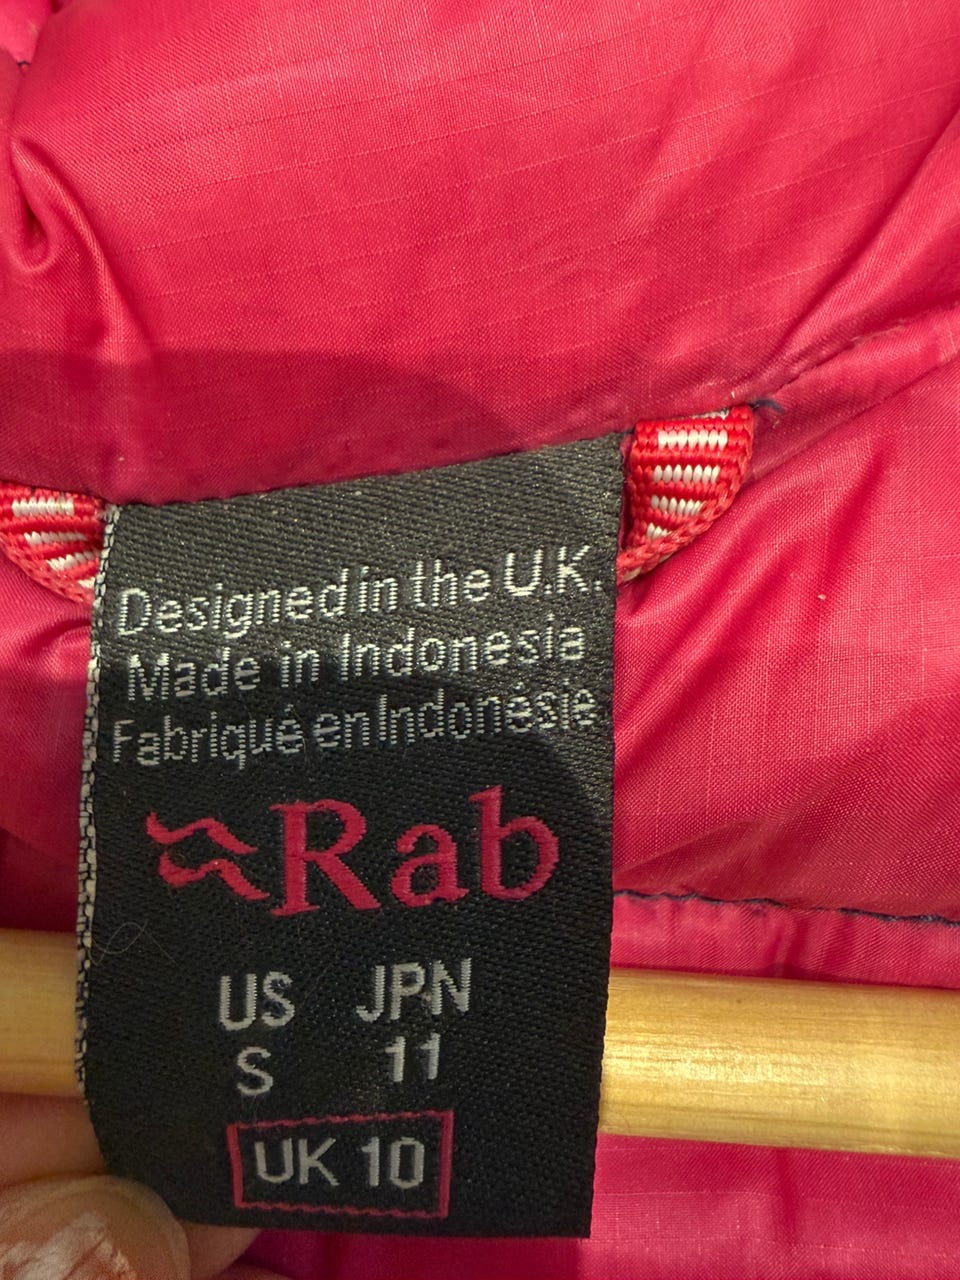 Designed in the U.K.
Made in Indonesia
Fabriqué en Indonésie
Rab
US JPN
S 11
UK 10